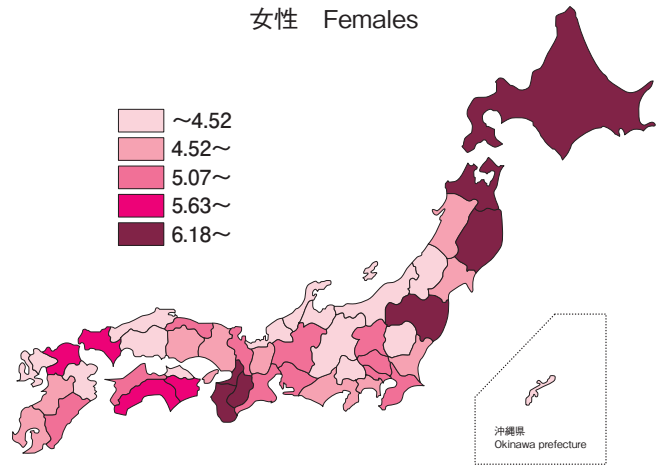 女性 Females
〜4.52
4.52〜
5.07〜
5.63〜
6.18〜
沖縄県
Okinawa prefecture